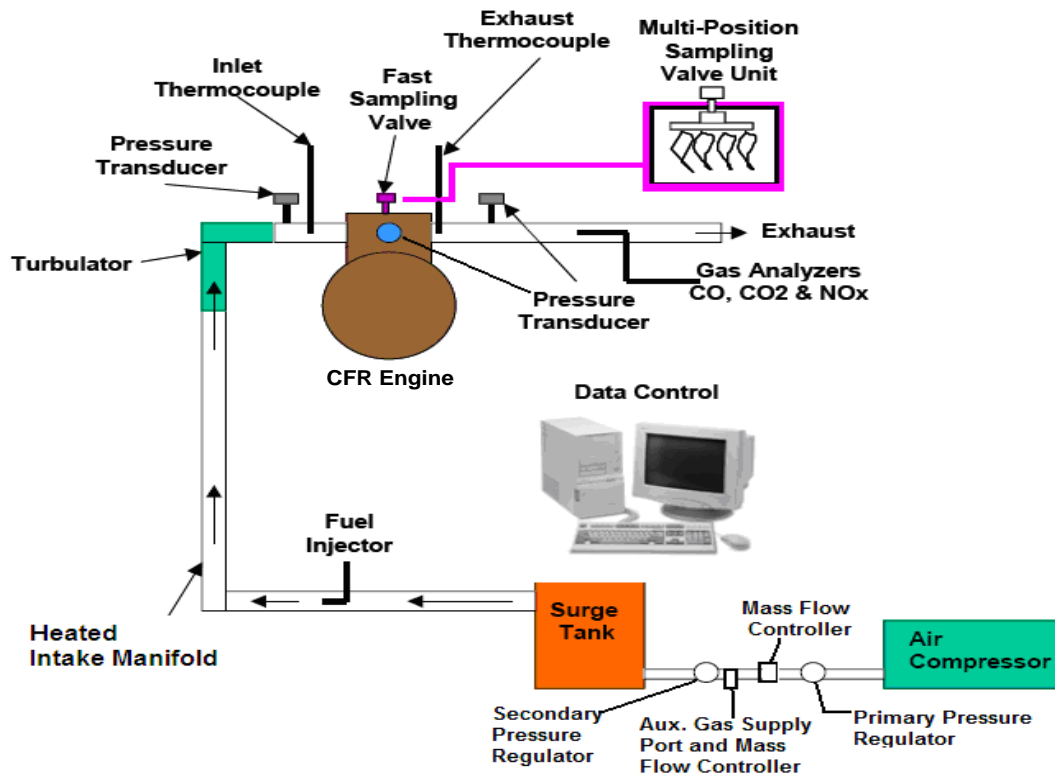 Exhaust
Thermocouple
Multi-Position
Sampling
Valve Unit
Inlet
Thermocouple
Fast
Sampling
Valve
Pressure
Transducer
Turbulator
Exhaust
Gas Analyzers
CO, CO2 & NOx
Pressure
Transducer
CFR Engine
Data Control
Fuel
Injector
Heated
Intake Manifold
Surge
Tank
Mass Flow
Controller
Air
Compressor
Secondary
Pressure
Regulator
Aux. Gas Supply
Port and Mass
Flow Controller
Primary Pressure
Regulator